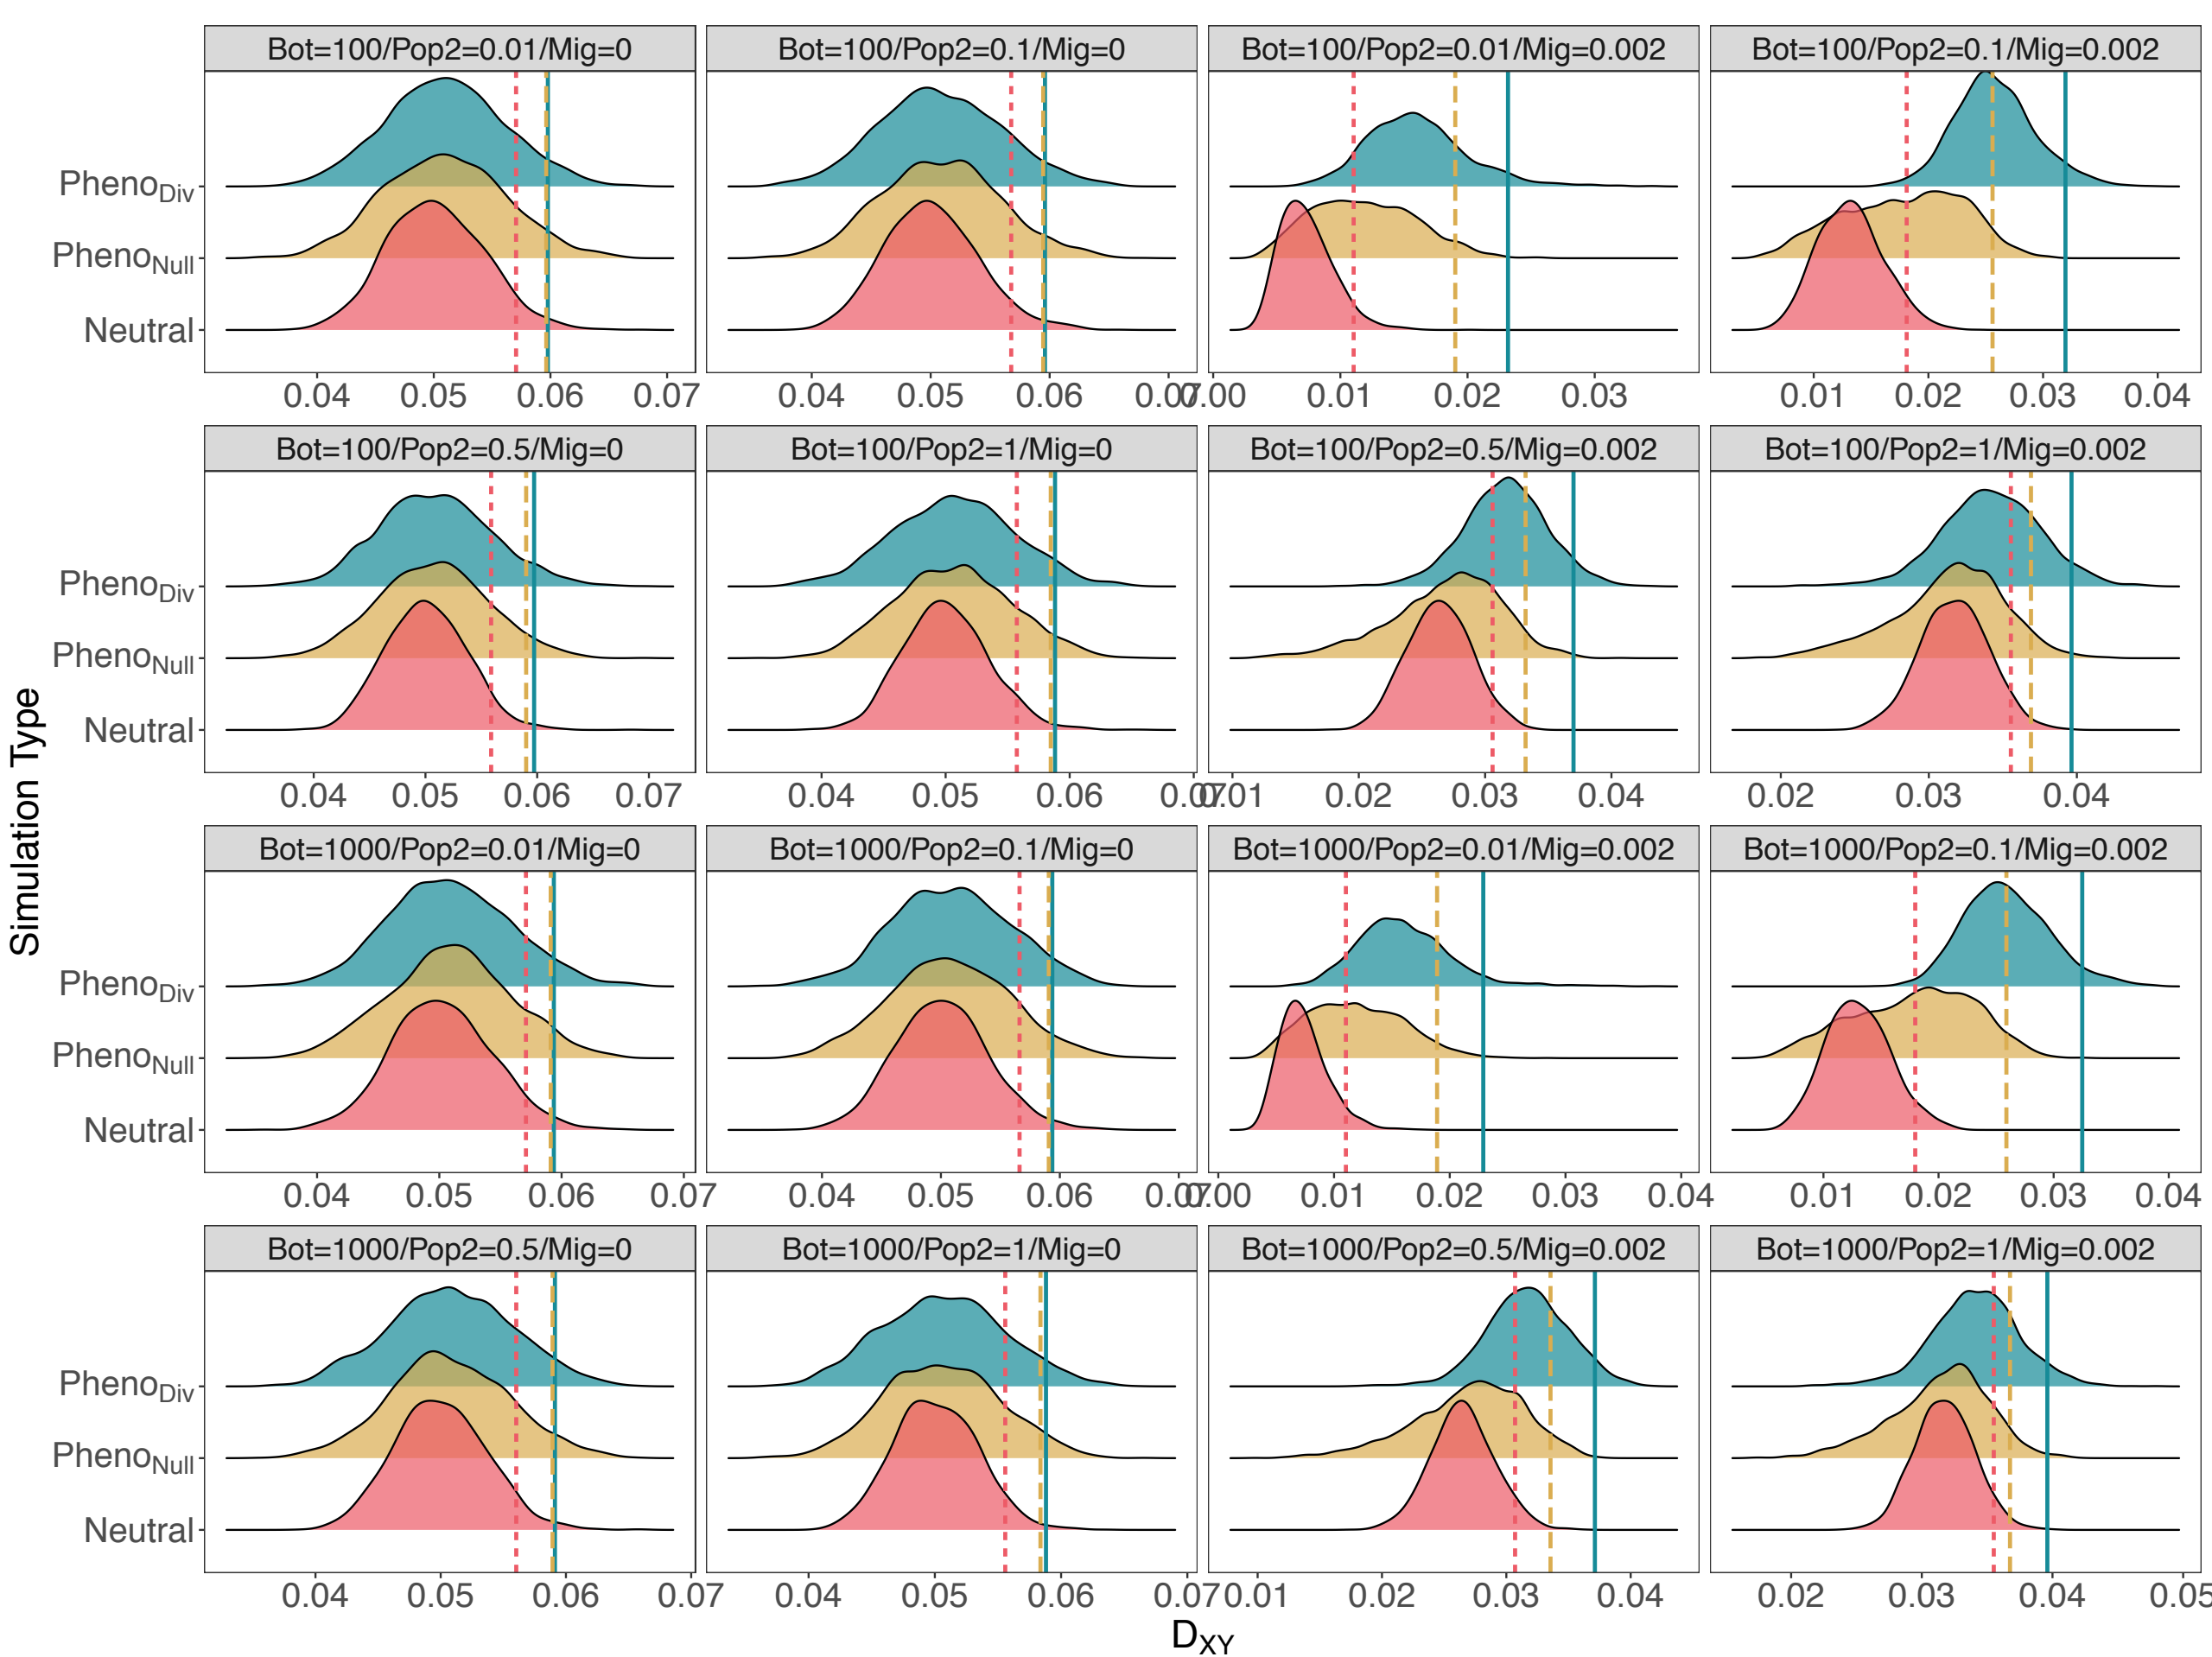 Bot=100/Pop2=0.01/Mig=0
Bot=100/Pop2=0.1/Mig=0
Bot=100/Pop2=0.01/Mig=0.002
Bot=100/Pop2=0.1/Mig=0.002
PhenoDiv
PhenoNull
Neutral
0.04 0.05 0.06 0.07
0.04 0.05 0.06 0.07
0.00 0.01 0.02 0.03
0.01 0.02 0.03 0.04
Bot=100/Pop2=0.5/Mig=0
Bot=100/Pop2=1/Mig=0
Bot=100/Pop2=0.5/Mig=0.002
Bot=100/Pop2=1/Mig=0.002
PhenoDiv
PhenoNull
Neutral
0.04 0.05 0.06 0.07
0.04 0.05 0.06 0.07
0.01 0.02 0.03 0.04
0.02 0.03 0.04
Simulation Type
Bot=1000/Pop2=0.01/Mig=0
Bot=1000/Pop2=0.1/Mig=0
Bot=1000/Pop2=0.01/Mig=0.002
Bot=1000/Pop2=0.1/Mig=0.002
PhenoDiv
PhenoNull
Neutral
0.04 0.05 0.06 0.07
0.04 0.05 0.06 0.07
0.00 0.01 0.02 0.03 0.04
0.01 0.02 0.03 0.04
Bot=1000/Pop2=0.5/Mig=0
Bot=1000/Pop2=1/Mig=0
Bot=1000/Pop2=0.5/Mig=0.002
Bot=1000/Pop2=1/Mig=0.002
PhenoDiv
PhenoNull
Neutral
0.04 0.05 0.06 0.07
0.04 0.05 0.06 0.07
0.01 0.02 0.03 0.04
0.02 0.03 0.04 0.05
DXY